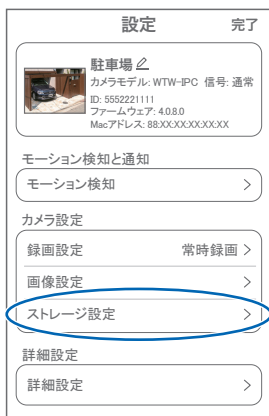 設定 完了
駐車場
カメラモデル: WTW-IPC 信号: 通常
ID: 5552221111
ファームウェア: 4.0.8.0
Macアドレス: 88:XX:XX:XX:XX:XX
モーション検知と通知
モーション検知 >
カメラ設定
録画設定 常時録画 >
画像設定 >
ストレージ設定 >
詳細設定
詳細設定 >